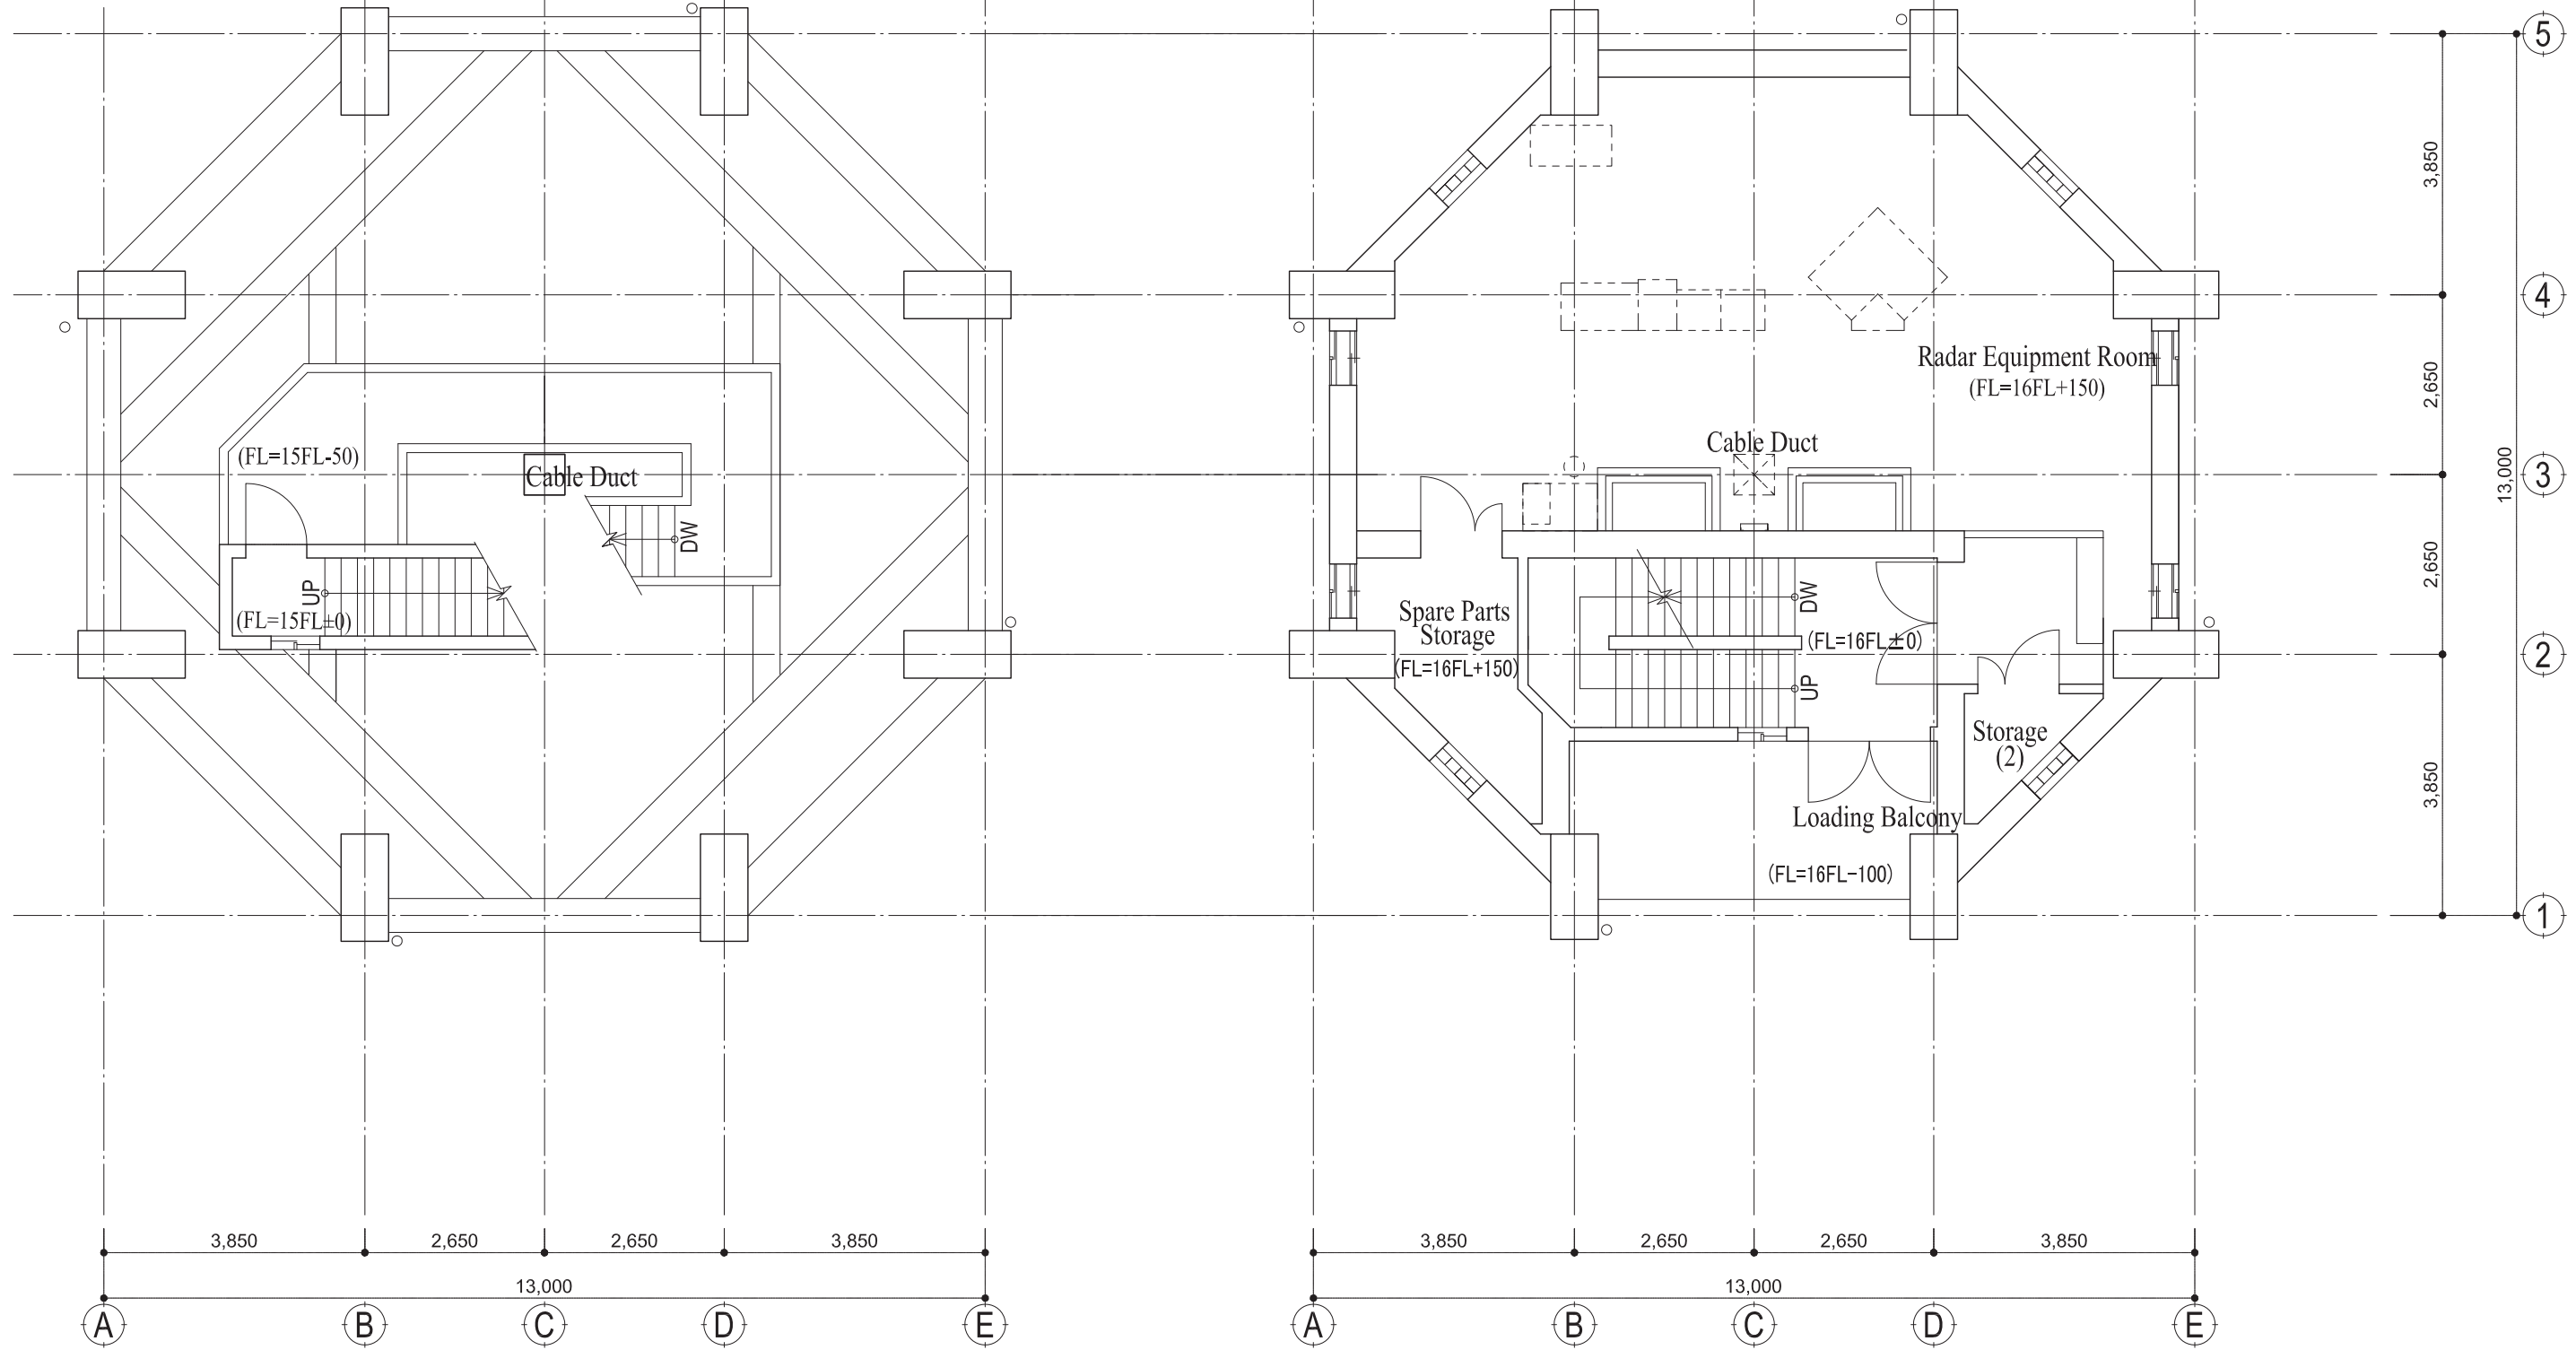 5
3,850
4
Radar Equipment Room
(FL=16FL+150)
2,650
Cable Duct
(FL=15FL-50)
Cable Duct
3
13,000
DW
UP
(FL=15FL±0)
Spare Parts
Storage
(FL=16FL+150)
DW
(FL=16FL±0)
UP
2,650
2
Storage
(2)
Loading Balcony
(FL=16FL-100)
3,850
1
3,850
2,650
2,650
3,850
13,000
3,850
2,650
2,650
3,850
13,000
A
B
C
D
E
A
B
C
D
E